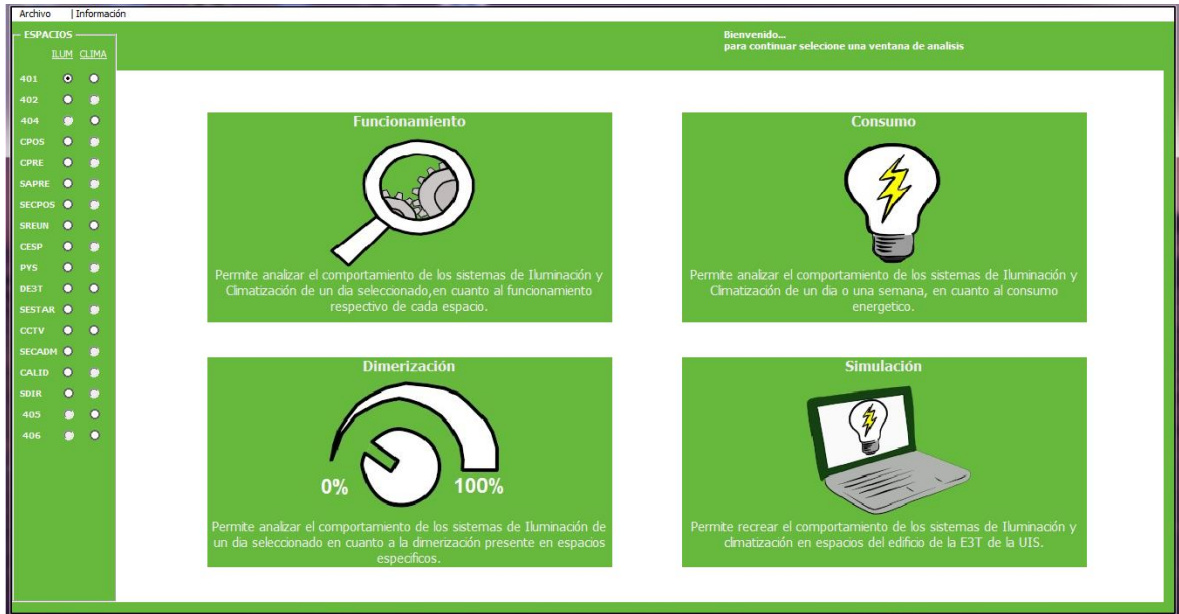 Archivo | Información
ESPACIOS
ILUM CLIMA
401
402
404
CPOS
CPRE
SAPRE
SECPOS
SREUN
CESP
PYS
DE3T
SESTAR
CCTV
SECADM
CALID
SDIR
405
406
Bienvenido...
para continuar selecione una ventana de analisis
Funcionamiento
Permite analizar el comportamiento de los sistemas de Iluminación y
Climatización de un dia seleccionado,en cuanto al funcionamiento
respectivo de cada espacio.
Consumo
Permite analizar el comportamiento de los sistemas de Iluminación y
Climatización de un dia o una semana, en cuanto al consumo
energetico.
Dimerización
0% 100%
Permite analizar el comportamiento de los sistemas de Iluminación de
un dia seleccionado en cuanto a la dimerización presente en espacios
especificos.
Simulación
Permite recrear el comportamiento de los sistemas de Iluminación y
climatización en espacios del edificio de la E3T de la UIS.